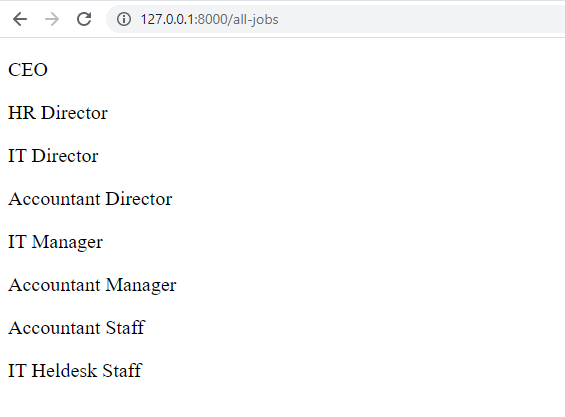 127.0.0.1:8000/all-jobs
CEO
HR Director
IT Director
Accountant Director
IT Manager
Accountant Manager
Accountant Staff
IT Heldesk Staff